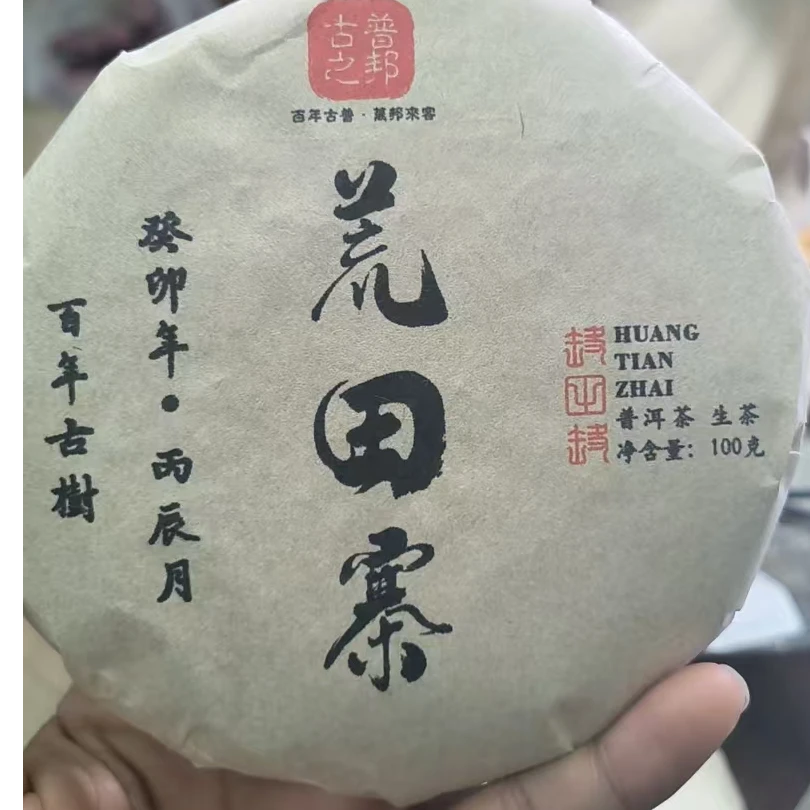 普邦
古之
百年古普·萬邦來客
荒田寨
癸卯年·丙辰月
百年古樹
HUANG
TIAN
ZHAI
普洱茶 生茶
净含量：100克